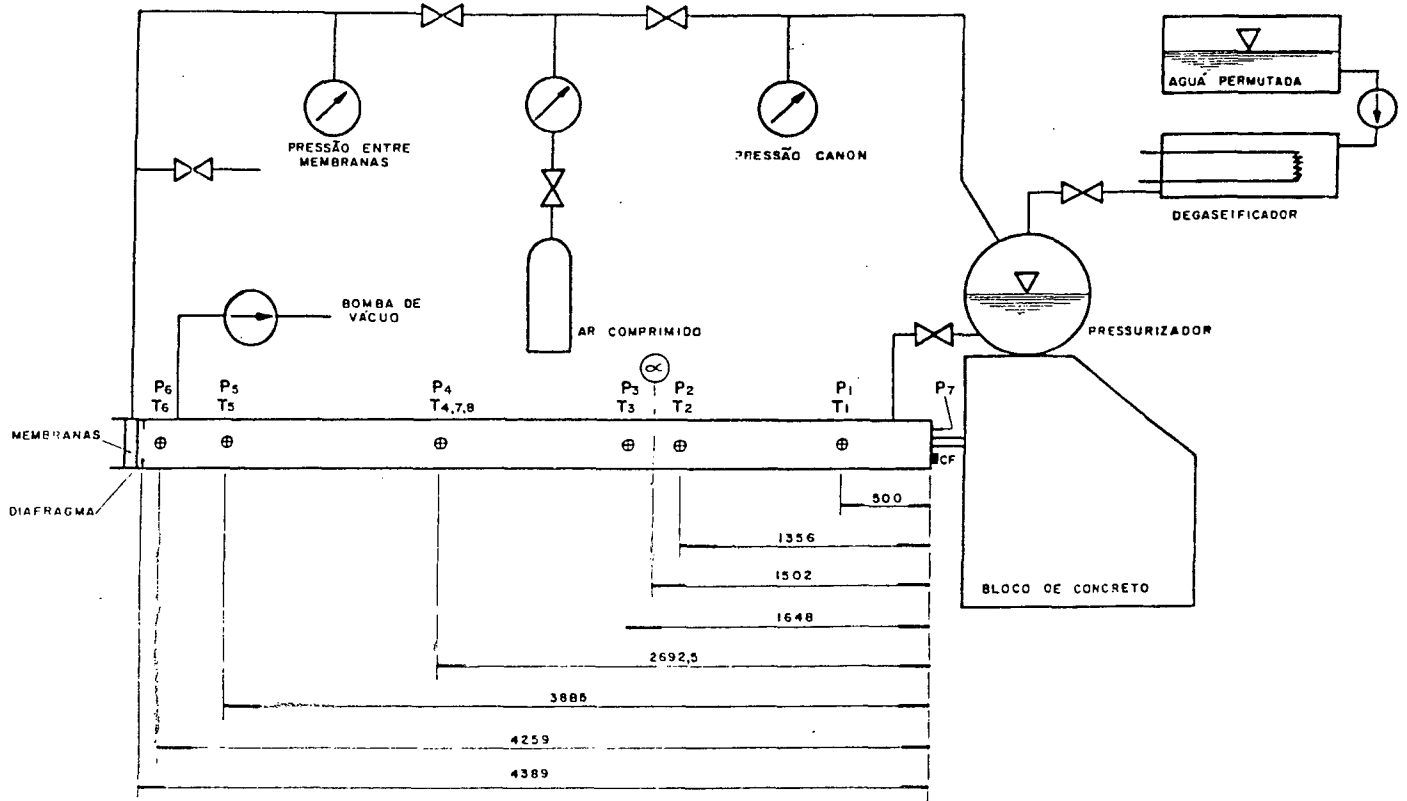 AGUÁ PERMUTADA
PRESSÃO ENTRE
MEMBRANAS
PRESSÃO CANON
DEGASEIFICADOR
BOMBA DE
VÁCUO
AR COMPRIMIDO
PRESSURIZADOR
∝
P6
T6
P5
T5
P4
T4,7,8
P3
T3
P2
T2
P1
T1
P7
MEMBRANAS
CF
DIAFRAGMA
500
1356
1502
1648
2692,5
3885
4259
4389
BLOCO DE CONCRETO